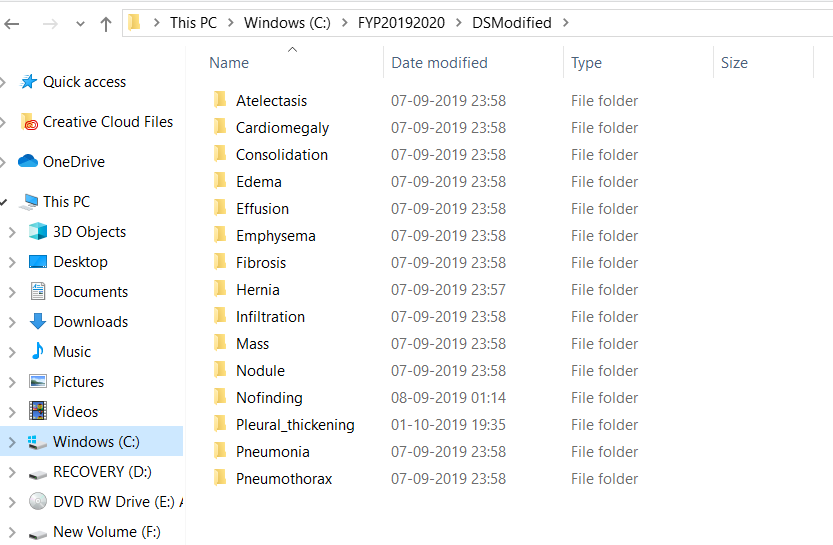 This PC > Windows (C:) > FYP20192020 > DSModified >
Name Date modified Type Size
Quick access
Creative Cloud Files
OneDrive
This PC
3D Objects
Desktop
Documents
Downloads
Music
Pictures
Videos
Windows (C:)
RECOVERY (D:)
DVD RW Drive (E:) A
New Volume (F:)
Atelectasis 07-09-2019 23:58 File folder
Cardiomegaly 07-09-2019 23:58 File folder
Consolidation 07-09-2019 23:58 File folder
Edema 07-09-2019 23:58 File folder
Effusion 07-09-2019 23:58 File folder
Emphysema 07-09-2019 23:58 File folder
Fibrosis 07-09-2019 23:58 File folder
Hernia 07-09-2019 23:57 File folder
Infiltration 07-09-2019 23:58 File folder
Mass 07-09-2019 23:58 File folder
Nodule 07-09-2019 23:58 File folder
Nofinding 08-09-2019 01:14 File folder
Pleural_thickening 01-10-2019 19:35 File folder
Pneumonia 07-09-2019 23:58 File folder
Pneumothorax 07-09-2019 23:58 File folder